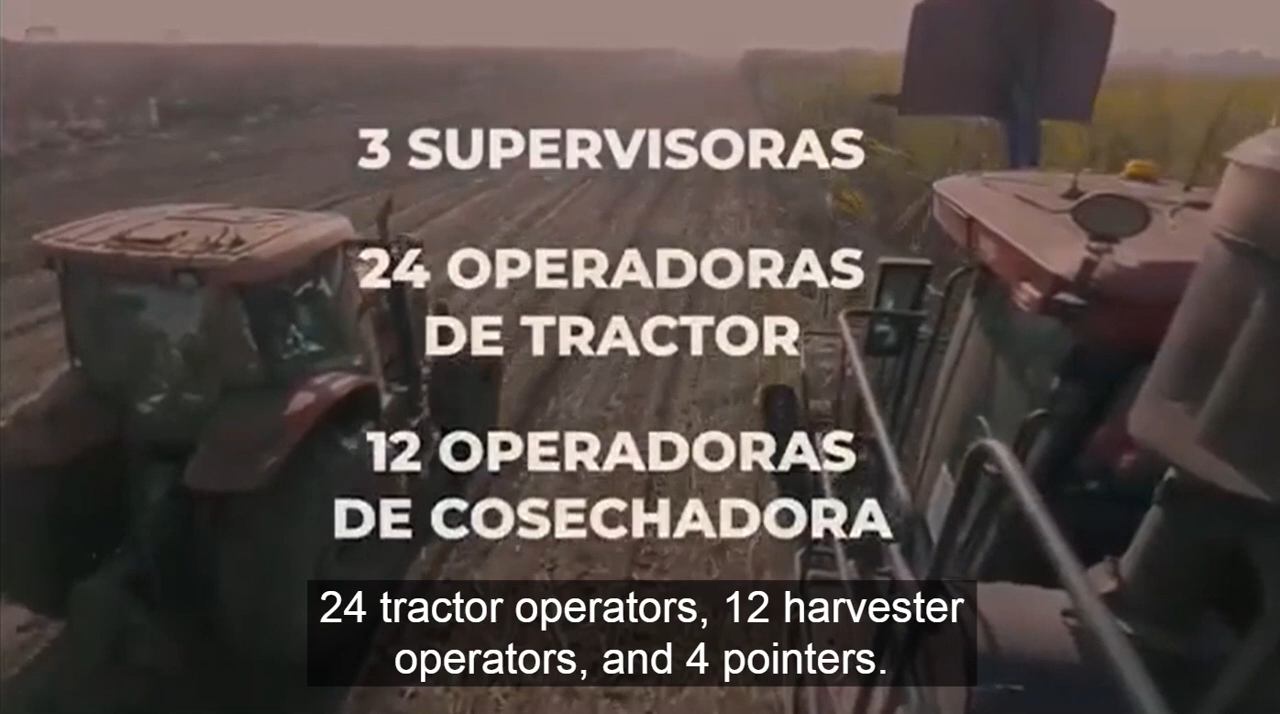 3 SUPERVISORAS
24 OPERADORAS
DE TRACTOR
12 OPERADORAS
DE COSECHADORA
24 tractor operators, 12 harvester
operators, and 4 pointers.